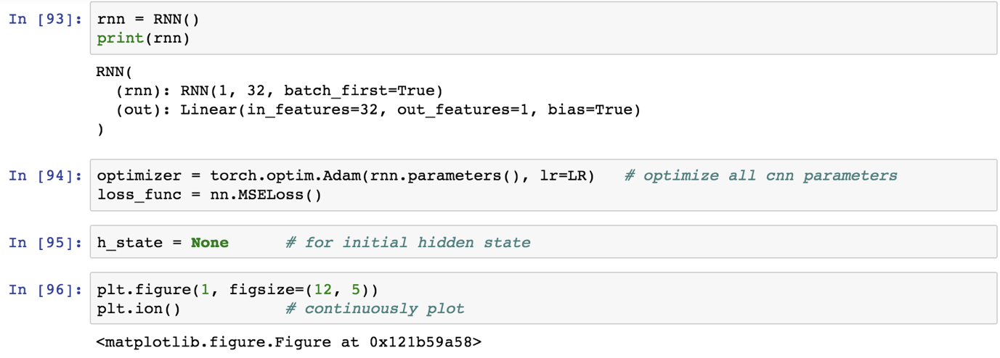 In [93]: rnn = RNN()
print(rnn)
RNN(
  (rnn): RNN(1, 32, batch_first=True)
  (out): Linear(in_features=32, out_features=1, bias=True)
)
In [94]: optimizer = torch.optim.Adam(rnn.parameters(), lr=LR)   # optimize all cnn parameters
loss_func = nn.MSELoss()
In [95]: h_state = None      # for initial hidden state
In [96]: plt.figure(1, figsize=(12, 5))
plt.ion()           # continuously plot
<matplotlib.figure.Figure at 0x121b59a58>